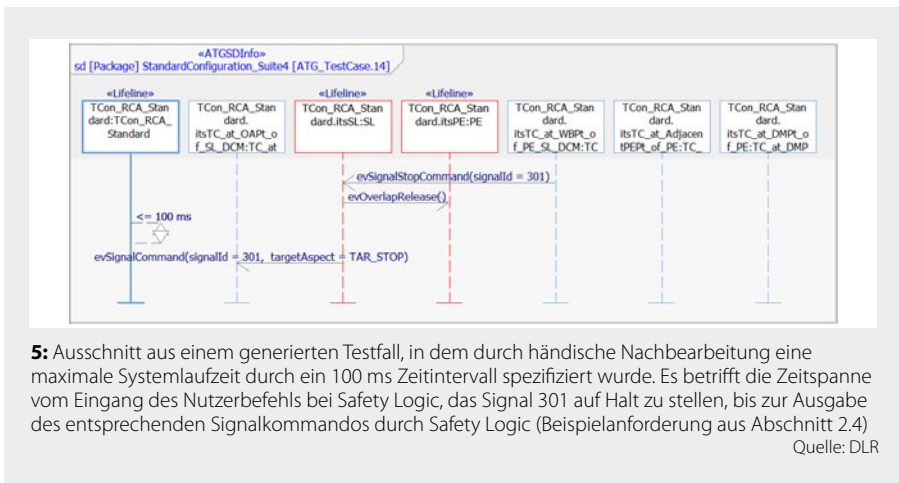 «ATGSDInfo»
sd [Package] StandardConfiguration_Suite4 [ATG_TestCase.14]
«Lifeline»
TCon_RCA_Stan
dard:TCon_RCA_
Standard
TCon_RCA_Stan
dard.
itsTC_at_OAPt_o
f_SL_DCM:TC_at
«Lifeline»
TCon_RCA_Stan
dard.itsSL:SL
«Lifeline»
TCon_RCA_Stan
dard.itsPE:PE
TCon_RCA_Stan
dard.
itsTC_at_WBPt_o
f_PE_SL_DCM:TC
TCon_RCA_Stan
dard.
itsTC_at_Adjacen
tPEPt_of_PE:TC_
TCon_RCA_Stan
dard.
itsTC_at_DMPt_o
f_PE:TC_at_DMP
evSignalStopCommand(signalId = 301)
evOverlapRelease()
<= 100 ms
evSignalCommand(signalId = 301, targetAspect = TAR_STOP)
5: Ausschnitt aus einem generierten Testfall, in dem durch händische Nachbearbeitung eine
maximale Systemlaufzeit durch ein 100 ms Zeitintervall spezifiziert wurde. Es betrifft die Zeitspanne
vom Eingang des Nutzerbefehls bei Safety Logic, das Signal 301 auf Halt zu stellen, bis zur Ausgabe
des entsprechenden Signalkommandos durch Safety Logic (Beispielanforderung aus Abschnitt 2.4)
Quelle: DLR